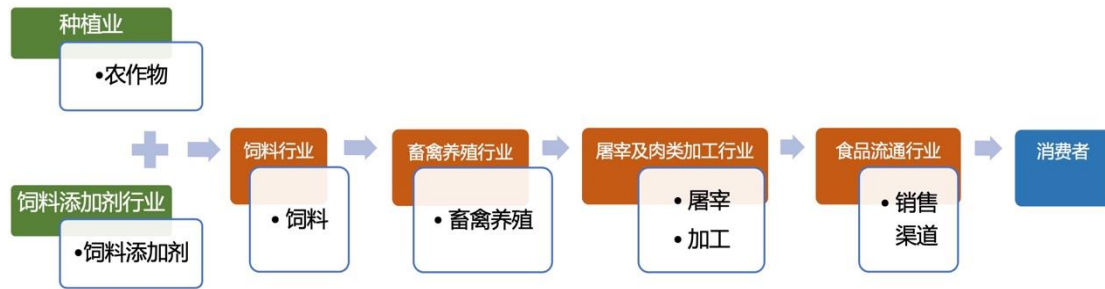 种植业
•农作物
饲料添加剂行业
•饲料添加剂
饲料行业
• 饲料
畜禽养殖行业
• 畜禽养殖
屠宰及肉类加工行业
• 屠宰
• 加工
食品流通行业
• 销售
渠道
消费者